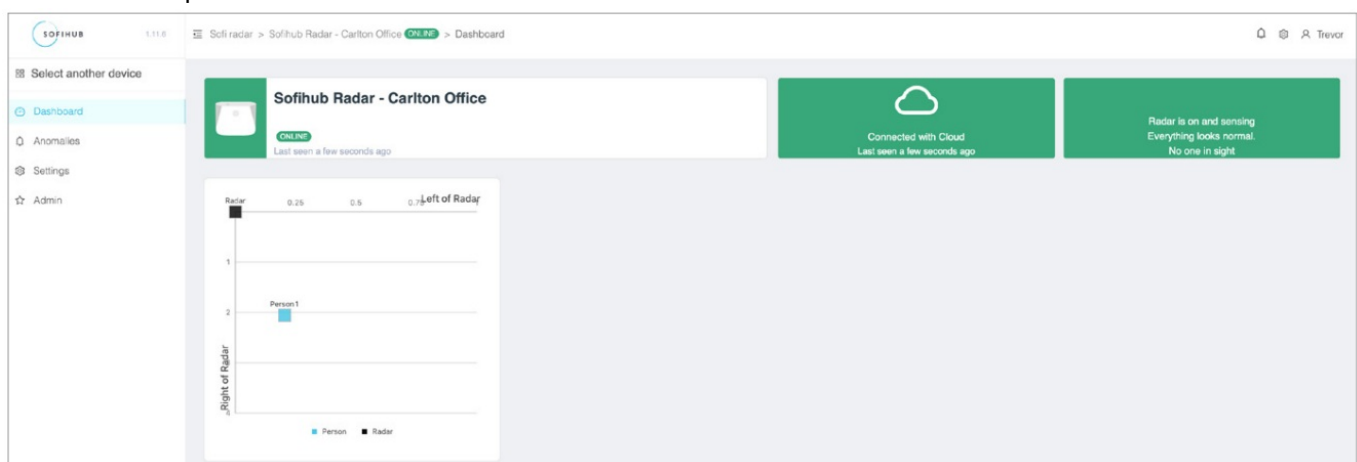 SOFIHUB
1.11.0
Sofi radar > Sofihub Radar - Carlton Office ONLINE > Dashboard
Trevor
Select another device
Dashboard
Anomalies
Settings
Admin
Sofihub Radar - Carlton Office
ONLINE
Last seen a few seconds ago
Connected with Cloud
Last seen a few seconds ago
Radar is on and sensing
Everything looks normal.
No one in sight
Radar
0.25
0.5
Left of Radar
1
Person 1
2
Right of Radar
Person
Radar